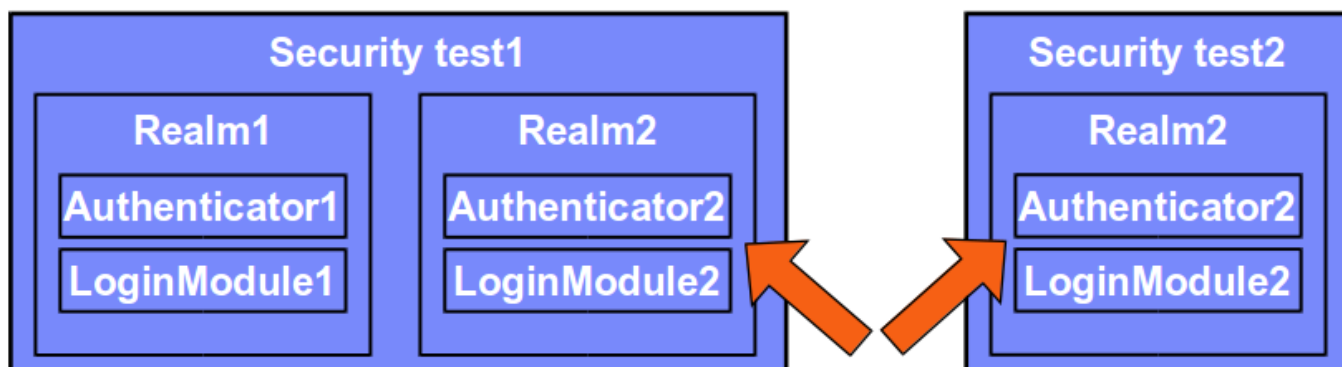 Security test1
Realm1
Authenticator1
LoginModule1
Realm2
Authenticator2
LoginModule2
Security test2
Realm2
Authenticator2
LoginModule2